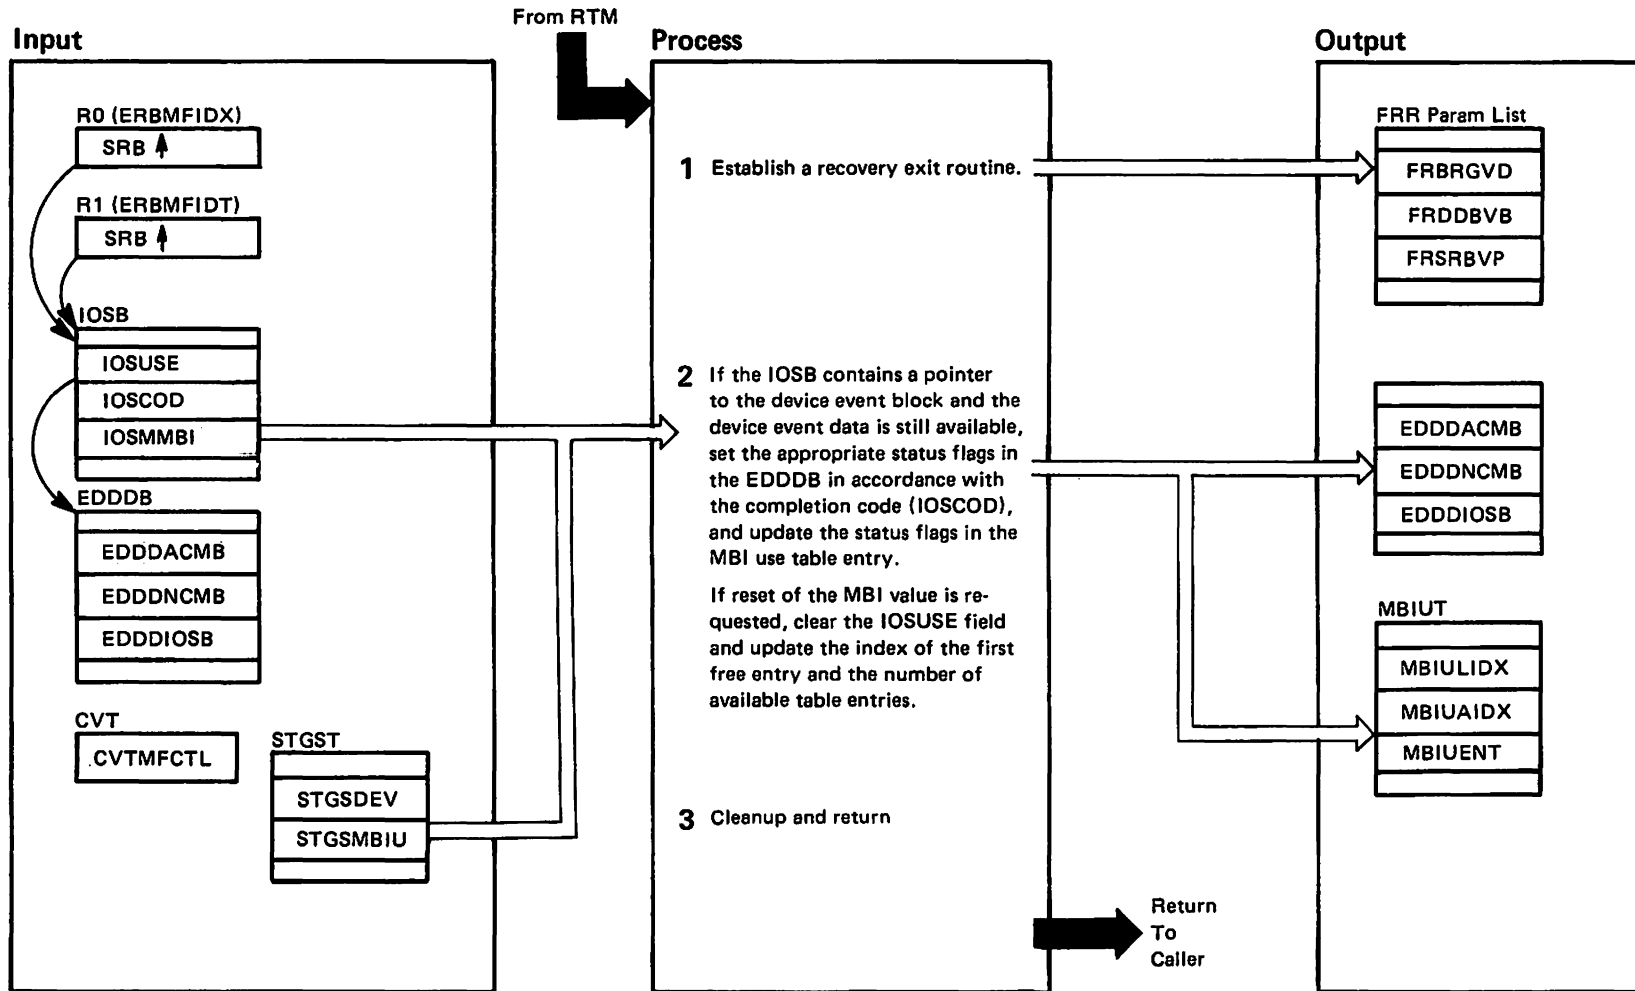 From RTM
Input
Process
Output
R0 (ERBMFIDX)
SRB
R1 (ERBMFIDT)
SRB
IOSB
IOSUSE
IOSCOD
IOSMMBI
EDDDB
EDDDACMB
EDDDNCMB
EDDDIOSB
CVT
CVTMFCTL
STGST
STGSDEV
STGSMBIU
1 Establish a recovery exit routine.
2 If the IOSB contains a pointer
to the device event block and the
device event data is still available,
set the appropriate status flags in
the EDDDB in accordance with
the completion code (IOSCOD),
and update the status flags in the
MBI use table entry.
If reset of the MBI value is re-
quested, clear the IOSUSE field
and update the index of the first
free entry and the number of
available table entries.
3 Cleanup and return
Return
To
Caller
FRR Param List
FRBRGVD
FRDDBVB
FRSRBVP
EDDDACMB
EDDDNCMB
EDDDIOSB
MBIUT
MBIULIDX
MBIUAIDX
MBIUENT